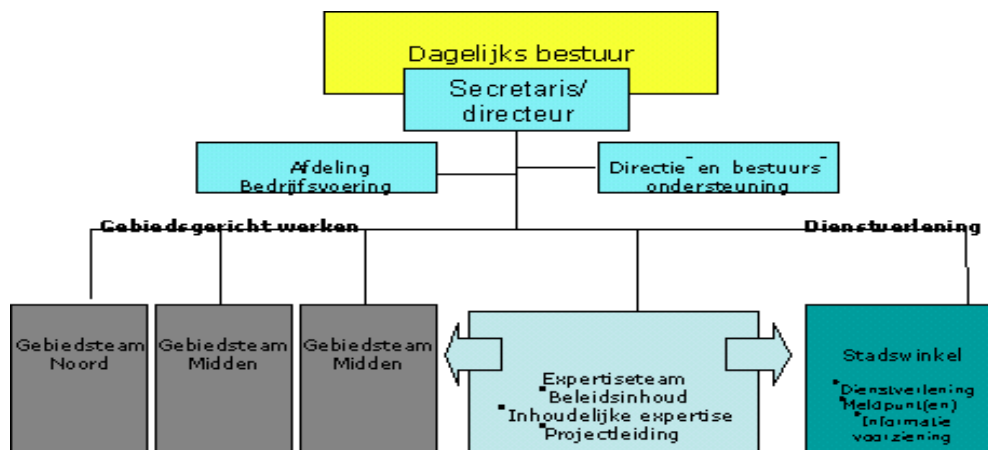 Dagelijks bestuur
Secretaris/
directeur
Afdeling
Bedrijfsvoering
Directie- en bestuurs-
ondersteuning
Gebiedsgericht werken
Dienstverlening
Gebiedsteam
Noord
Gebiedsteam
Midden
Gebiedsteam
Midden
Expertiseteam
▪Beleidsinhoud
▪Inhoudelijke expertise
▪Projectleiding
Stadswinkel
▪Dienstverlening
▪Meldpunt(en)
▪Informatie
voorziening